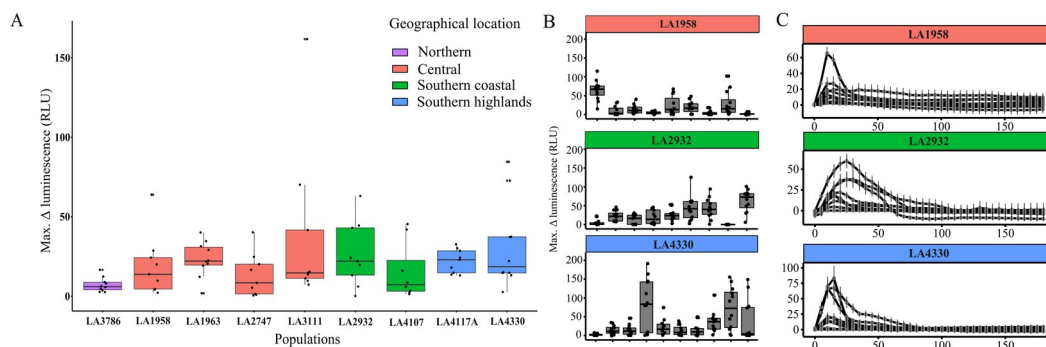 A
Max. Δ luminescence (RLU)
150
100
50
0
LA3786 LA1958 LA1963 LA2747 LA3111 LA2932 LA4107 LA4117A LA4330
Populations
Geographical location
Northern
Central
Southern coastal
Southern highlands
B
Max. Δ luminescence (RLU)
LA1958
200
150
100
50
0
LA2932
200
150
100
50
0
LA4330
200
150
100
50
0
C
LA1958
60
40
20
0
0 50 100 150
LA2932
50
25
0
0 50 100 150
LA4330
100
75
50
25
0
0 50 100 150